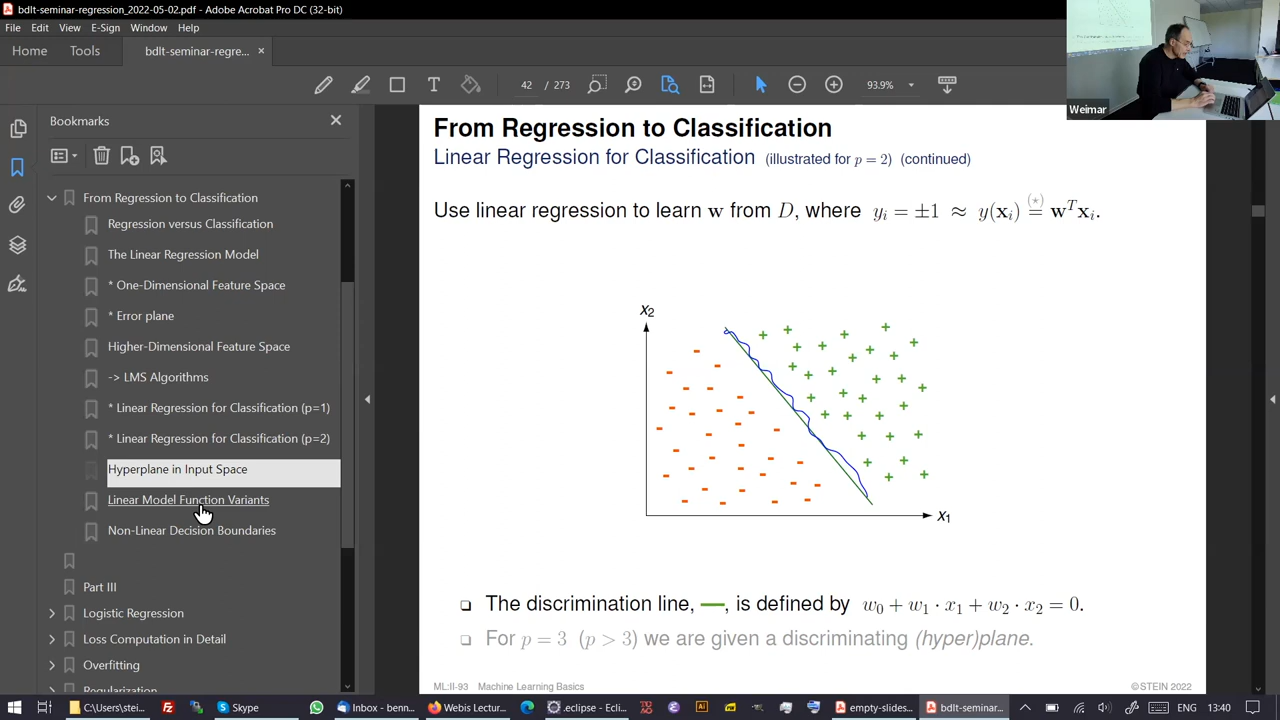 bdlt-seminar-regression_2022-05-02.pdf - Adobe Acrobat Pro DC (32-bit)
File Edit View E-Sign Window Help
Home Tools bdlt-seminar-regre... ×
42 / 273 93.9%
Weimar
Bookmarks
From Regression to Classification
Regression versus Classification
The Linear Regression Model
* One-Dimensional Feature Space
* Error plane
Higher-Dimensional Feature Space
-> LMS Algorithms
* Linear Regression for Classification (p=1)
* Linear Regression for Classification (p=2)
Hyperplane in Input Space
Linear Model Function Variants
Non-Linear Decision Boundaries
Part III
Logistic Regression
Loss Computation in Detail
Overfitting
Regularization
From Regression to Classification
Linear Regression for Classification (illustrated for p = 2) (continued)
Use linear regression to learn w from D, where yᵢ = ±1 ≈ y(xᵢ) (⋆)= wᵀxᵢ.
x₂
x₁
❑ The discrimination line, —, is defined by w₀ + w₁ · x₁ + w₂ · x₂ = 0.
❑ For p = 3 (p > 3) we are given a discriminating (hyper)plane.
ML:II-93 Machine Learning Basics ©STEIN 2022
C:\Users\stei... Skype Inbox - benn... Webis Lectur... .eclipse - Ecli... empty-slides... bdlt-seminar... ENG 13:40